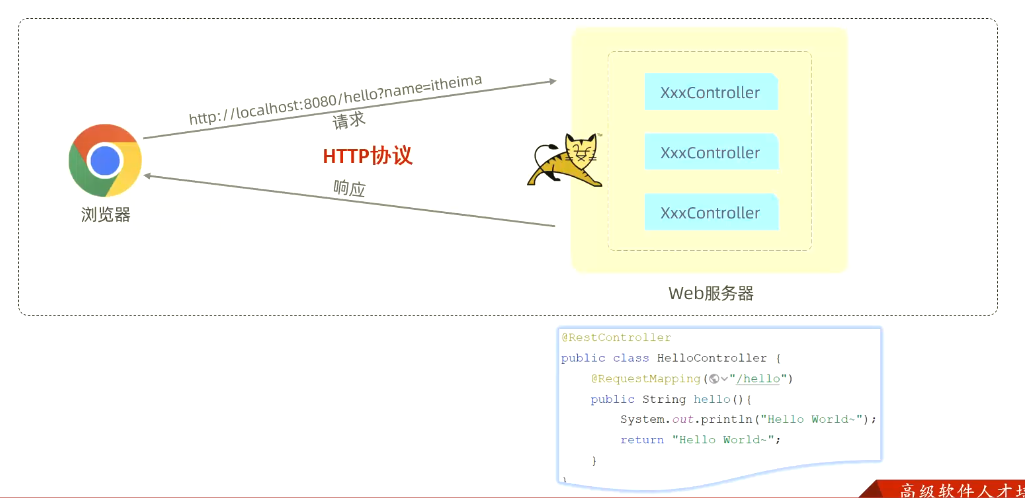 http://localhost:8080/hello?name=itheima
请求
HTTP协议
响应
浏览器
XxxController
XxxController
XxxController
Web服务器
@RestController
public class HelloController {
@RequestMapping("/hello")
public String hello(){
System.out.println("Hello World~");
return "Hello World~";
}
}
高级软件人才